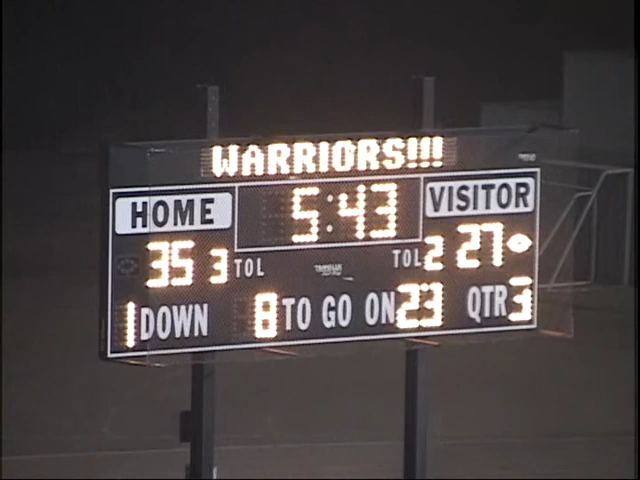 WARRIORS!!!
HOME 5:43 VISITOR
35 3 TOL TOL 2 27
1 DOWN 8 TO GO ON 23 QTR 3